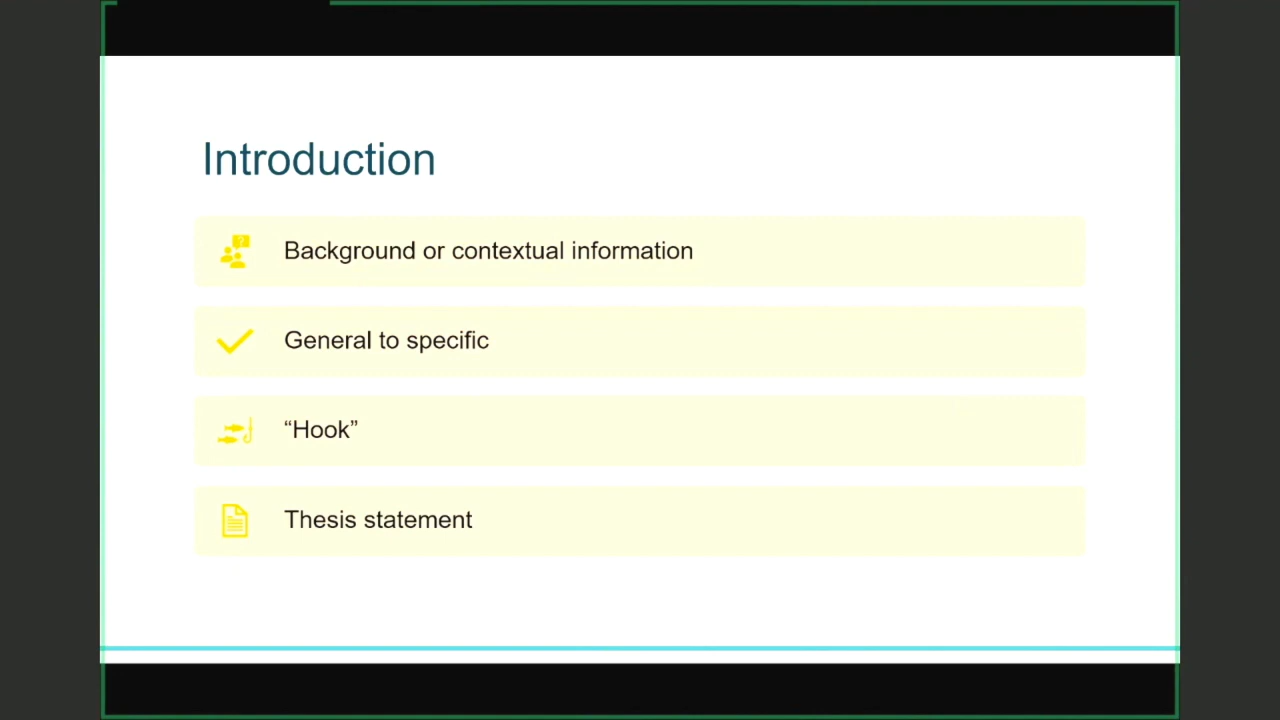 Introduction
Background or contextual information
General to specific
“Hook”
Thesis statement